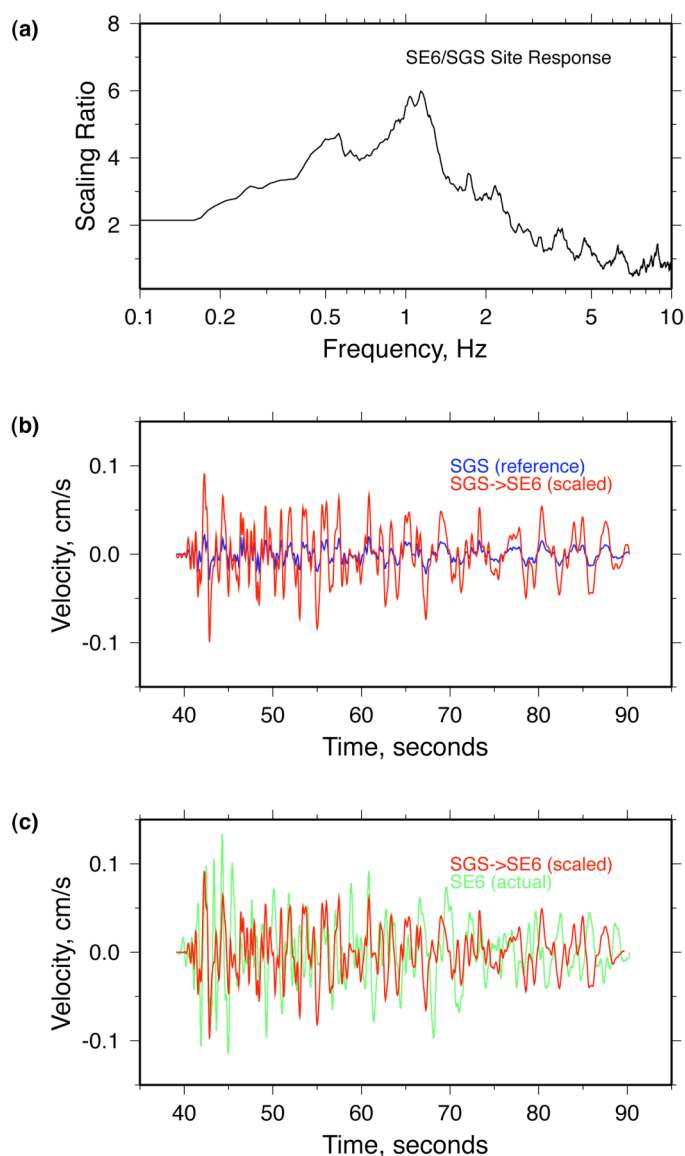 (a)
8
6
4
2
Scaling Ratio
SE6/SGS Site Response
0.1 0.2 0.5 1 2 5 10
Frequency, Hz
(b)
0.1
0.0
-0.1
Velocity, cm/s
SGS (reference)
SGS->SE6 (scaled)
40 50 60 70 80 90
Time, seconds
(c)
0.1
0.0
-0.1
Velocity, cm/s
SGS->SE6 (scaled)
SE6 (actual)
40 50 60 70 80 90
Time, seconds